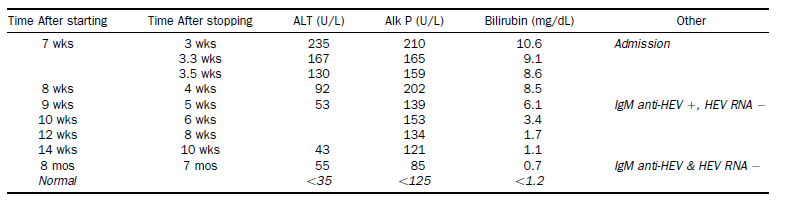 Time After starting Time After stopping ALT (U/L) Alk P (U/L) Bilirubin (mg/dL) Other
7 wks 3 wks 235 210 10.6 Admission
3.3 wks 167 165 9.1
3.5 wks 130 159 8.6
8 wks 4 wks 92 202 8.5
9 wks 5 wks 53 139 6.1 IgM anti-HEV +, HEV RNA −
10 wks 6 wks 153 3.4
12 wks 8 wks 134 1.7
14 wks 10 wks 43 121 1.1
8 mos 7 mos 55 85 0.7 IgM anti-HEV & HEV RNA −
Normal <35 <125 <1.2